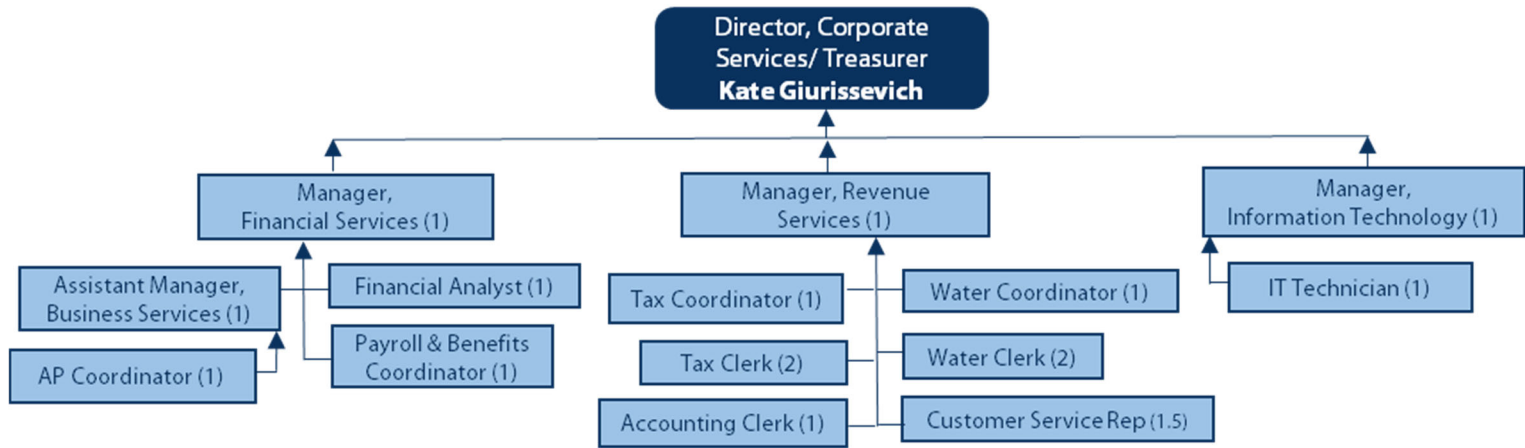 Director, Corporate
Services/ Treasurer
Kate Giurissevich
Manager,
Financial Services (1)
Manager, Revenue
Services (1)
Manager,
Information Technology (1)
Assistant Manager,
Business Services (1)
Financial Analyst (1)
AP Coordinator (1)
Payroll & Benefits
Coordinator (1)
Tax Coordinator (1)
Water Coordinator (1)
Tax Clerk (2)
Water Clerk (2)
Accounting Clerk (1)
Customer Service Rep (1.5)
IT Technician (1)